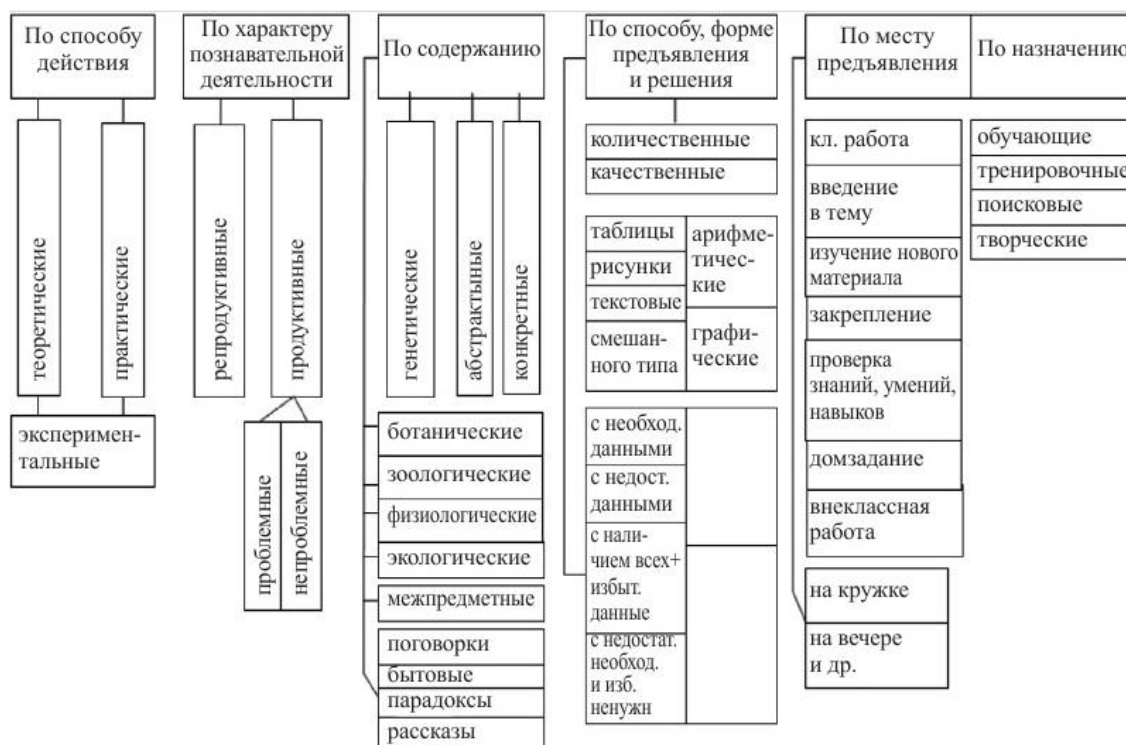 По способу
действия
По характеру
познавательной
деятельности
По содержанию
По способу, форме
предъявления
и решения
По месту
предъявления
По назначению
теоретические
практические
эксперимен-
тальные
репродуктивные
продуктивные
проблемные
непроблемные
генетические
абстрактыные
конкретные
ботанические
зоологические
физиологические
экологические
межпредметные
поговорки
бытовые
парадоксы
рассказы
количественные
качественные
таблицы
рисунки
текстовые
смешан-
ного типа
арифме-
тичес-
кие
графи-
ческие
с необход.
данными
с недост.
данными
с нали-
чием всех+
избыт.
данные
с недостат.
необход.
и изб.
ненужн
кл. работа
введение
в тему
изучение нового
материала
закрепление
проверка
знаний, умений,
навыков
домзадание
внеклассная
работа
на кружке
на вечере
и др.
обучающие
тренировочные
поисковые
творческие